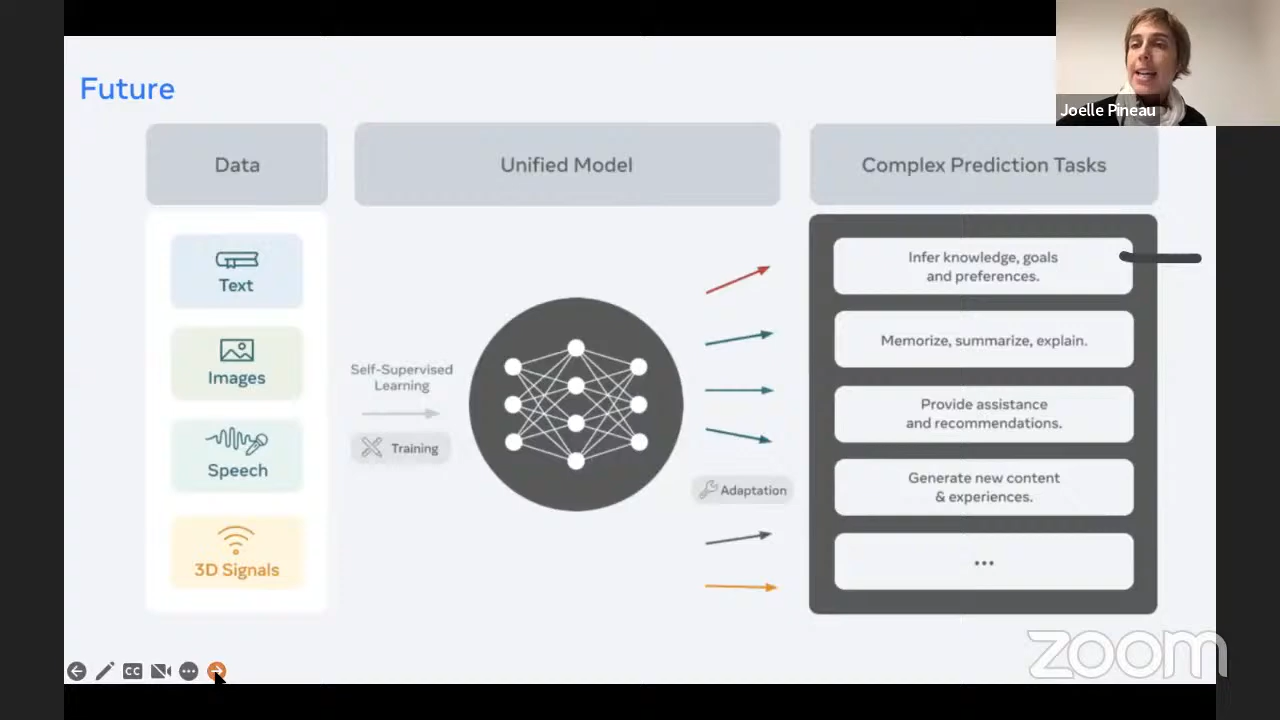 Joelle Pineau
Future
Data
Unified Model
Complex Prediction Tasks
Text
Images
Speech
3D Signals
Self-Supervised
Learning
Training
Adaptation
Infer knowledge, goals
and preferences.
Memorize, summarize, explain.
Provide assistance
and recommendations.
Generate new content
& experiences.
...
CC
zoom